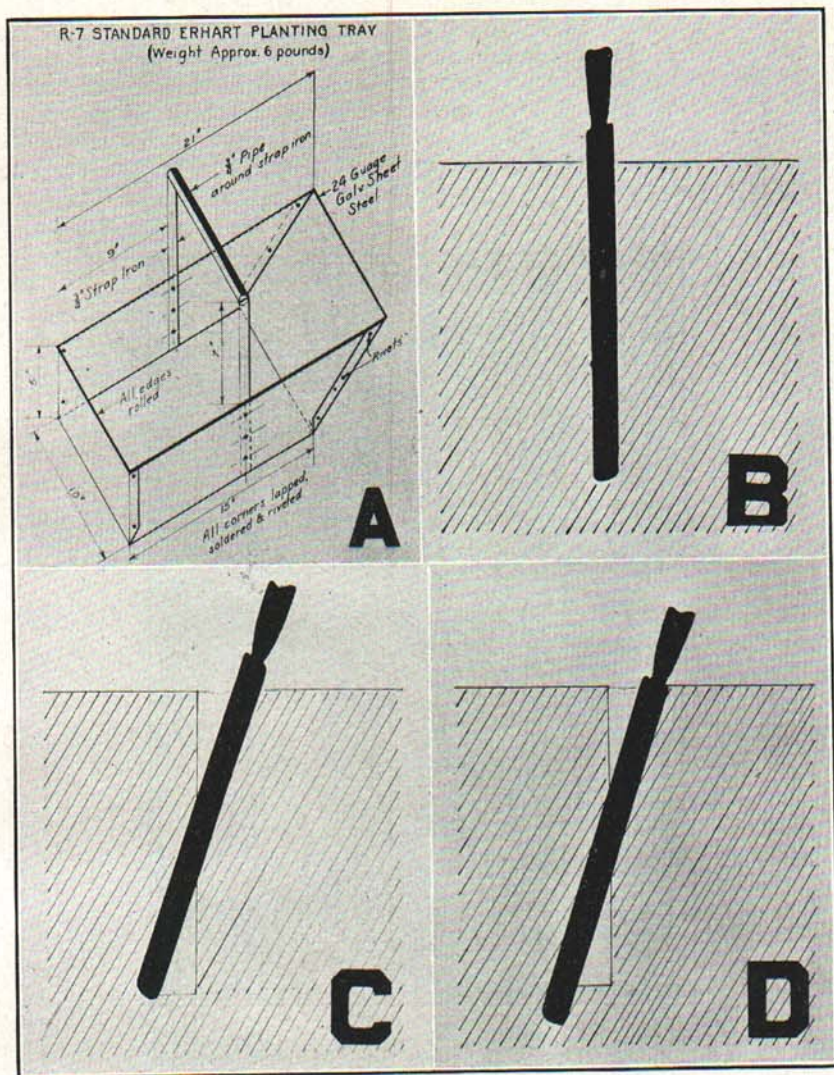 R-7 STANDARD ERHART PLANTING TRAY
(Weight Approx. 6 pounds)
21"
¾" Pipe
around strap iron
24 Guage
Galv Sheet
Steel
9"
¾" Strap Iron
Rivets
All edges
rolled
10"
15"
All corners lapped,
soldered & riveted
A
B
C
D